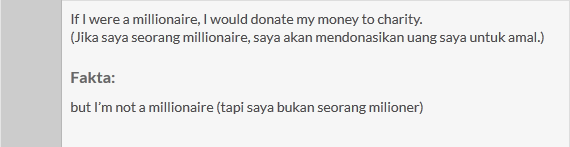 If I were a millionaire, I would donate my money to charity.
(Jika saya seorang millionaire, saya akan mendonasikan uang saya untuk amal.)
Fakta:
but I'm not a millionaire (tapi saya bukan seorang milioner)